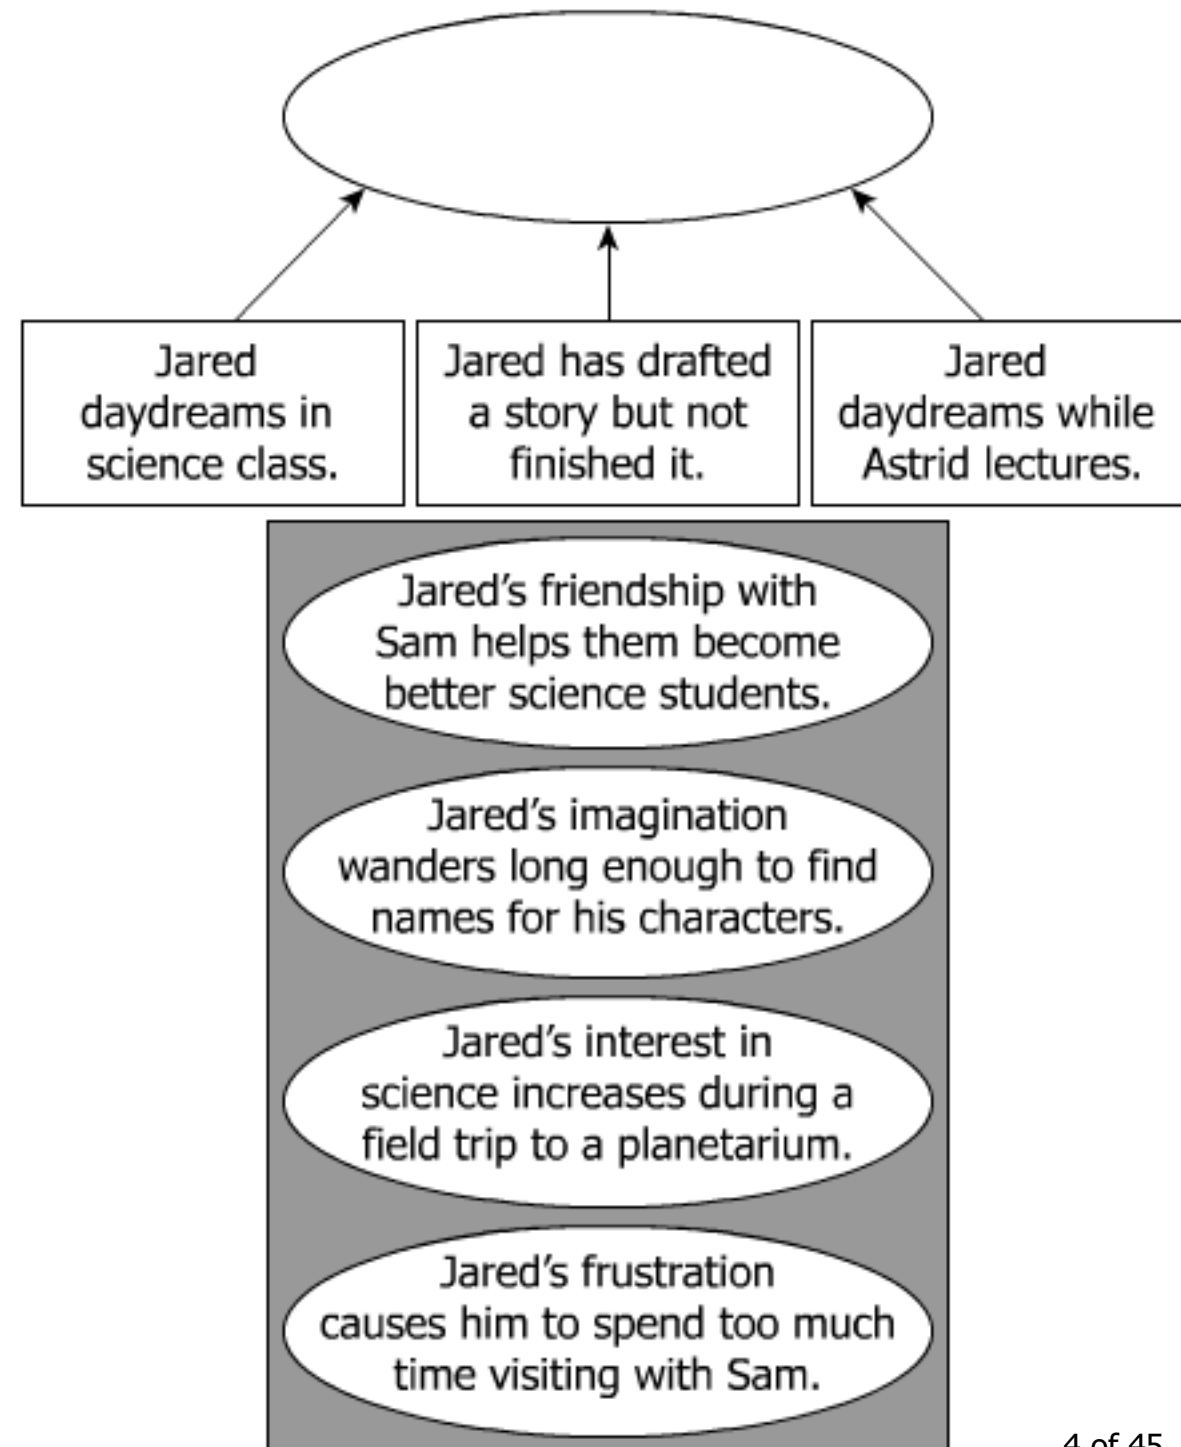 Jared
daydreams in
science class.
Jared has drafted
a story but not
finished it.
Jared
daydreams while
Astrid lectures.
Jared's friendship with
Sam helps them become
better science students.
Jared's imagination
wanders long enough to find
names for his characters.
Jared's interest in
science increases during a
field trip to a planetarium.
Jared's frustration
causes him to spend too much
time visiting with Sam.
4 of 45